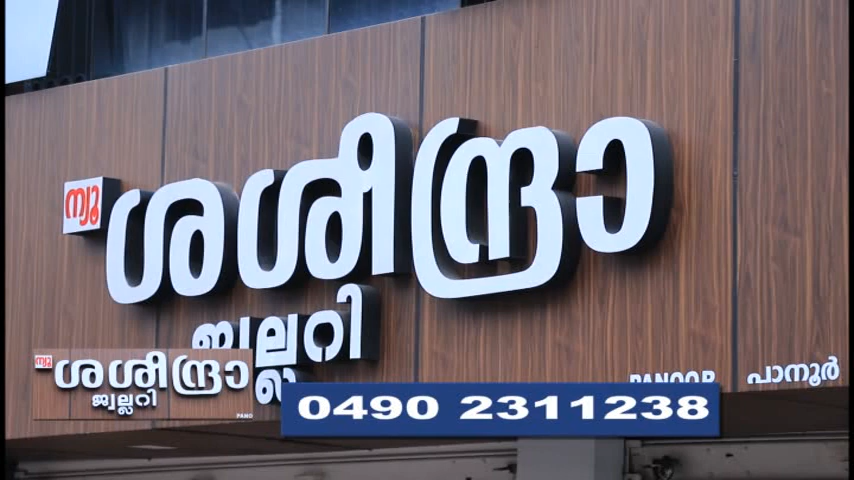 ന്യൂ
ശശീന്ദ്രാ
ജ്വല്ലറി
ന്യൂ
ശശീന്ദ്രാ
ജ്വല്ലറി
PANOOR പാനൂർ
0490 2311238